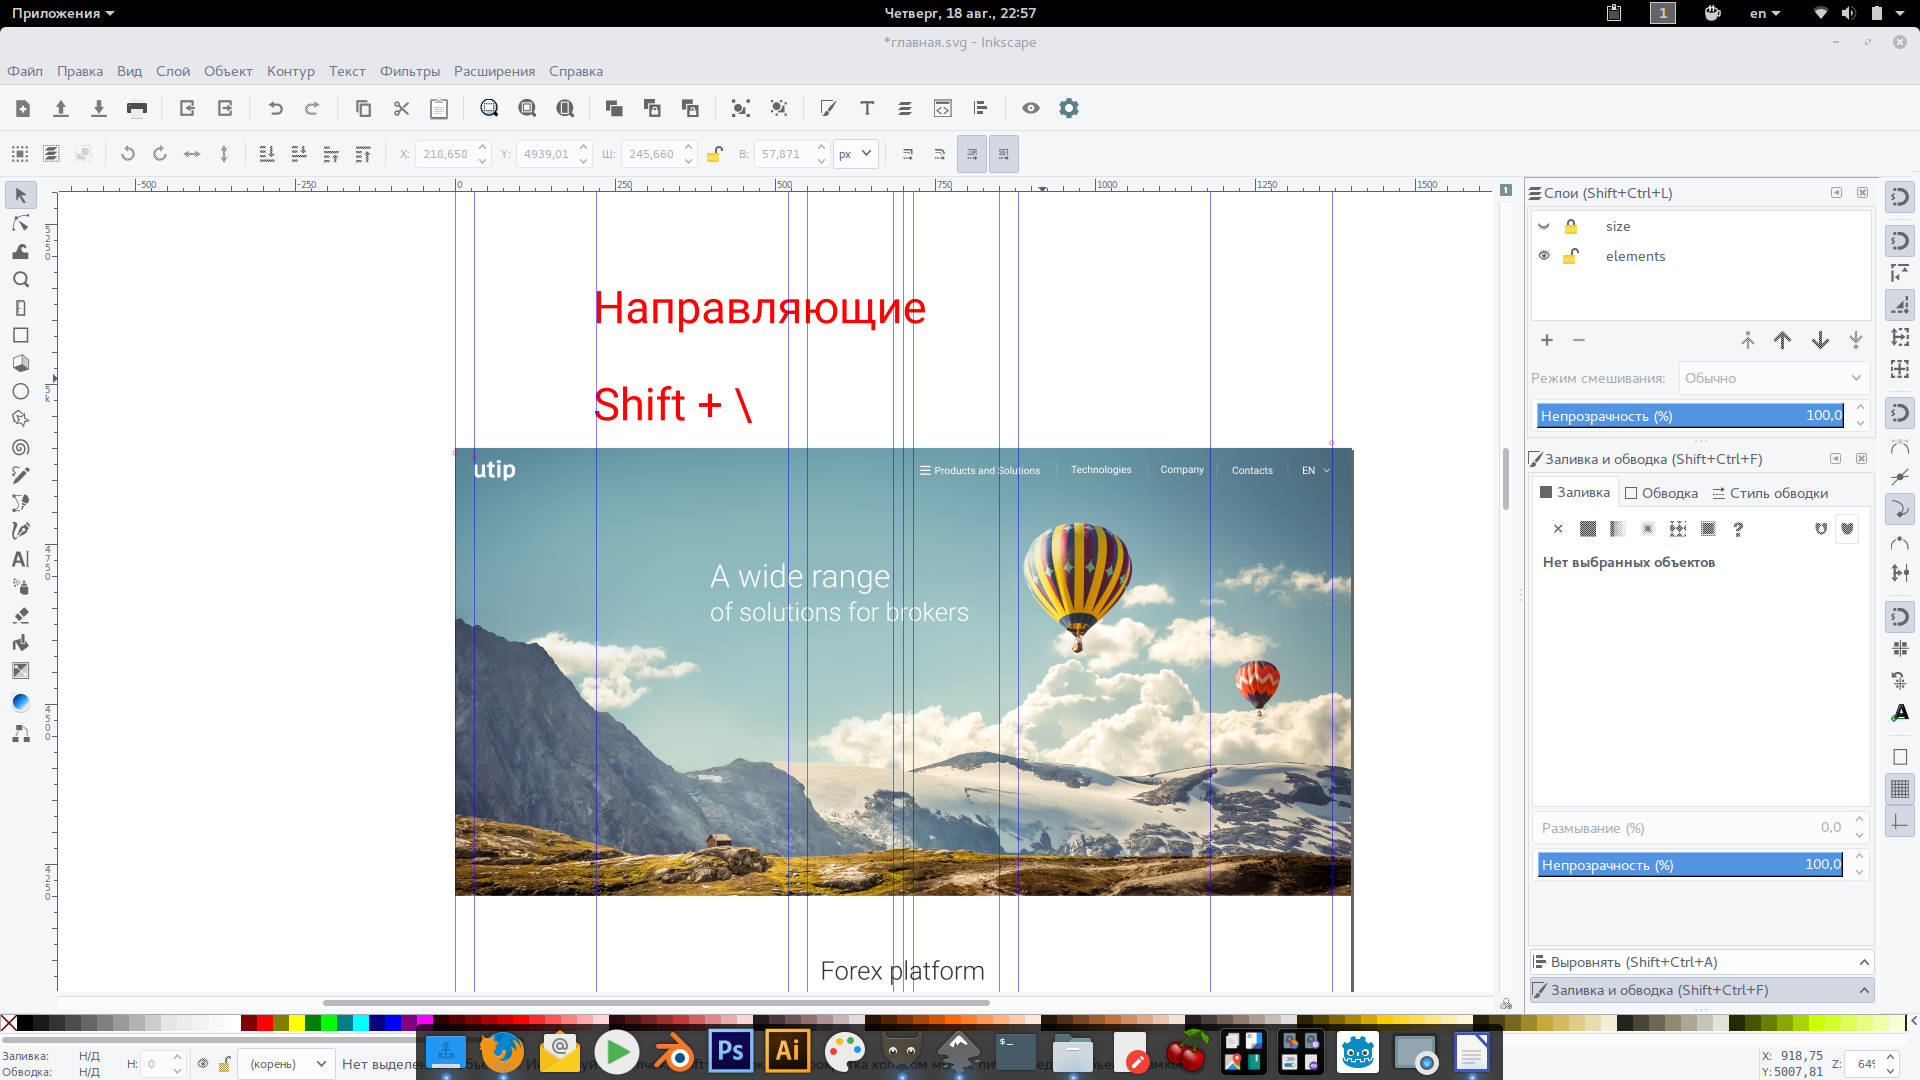 Приложения
Четверг, 18 авг., 22:57
1
en
*главная.svg - Inkscape
Файл Правка Вид Слой Объект Контур Текст Фильтры Расширения Справка
X: 218,658 Y: 4939,01 Ш: 245,660 В: 57,871 px
-500 -250 0 250 500 750 1000 1250 1500
1
Слои (Shift+Ctrl+L)
size
elements
Режим смешивания: Обычно
Непрозрачность (%) 100,0
Направляющие
Shift + \
utip
Products and Solutions
Technologies
Company
Contacts
EN
A wide range
of solutions for brokers
Forex platform
Заливка и обводка (Shift+Ctrl+F)
Заливка Обводка Стиль обводки
Нет выбранных объектов
Размывание (%) 0,0
Непрозрачность (%) 100,0
Выровнять (Shift+Ctrl+A)
Заливка и обводка (Shift+Ctrl+F)
Заливка: Н/Д
Обводка: Н/Д
Н: 0
(корень)
Ps
Ai
X: 918,75
Y: 5007,81
Z: 64%